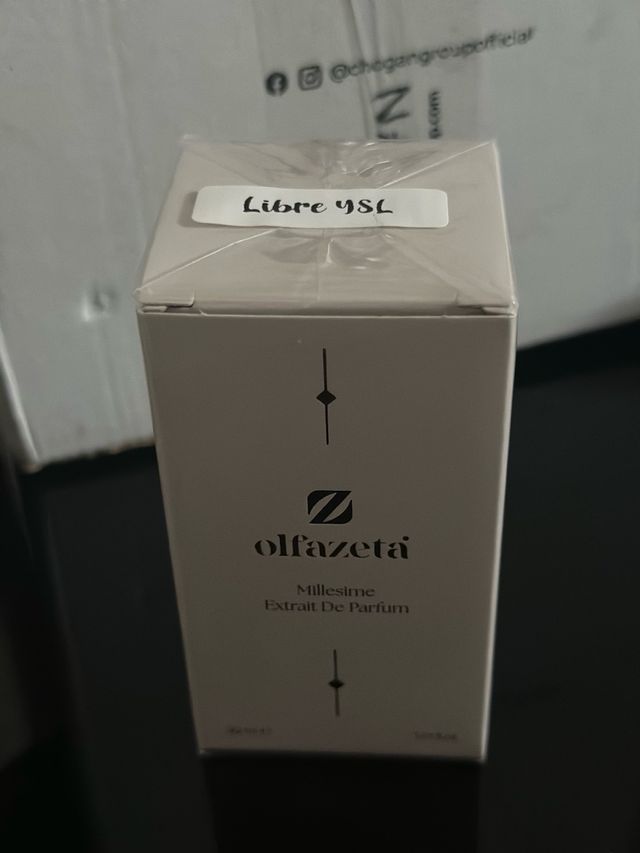 @chogangroupofficial
Libre YSL
olfazeta
Millesime
Extrait De Parfum